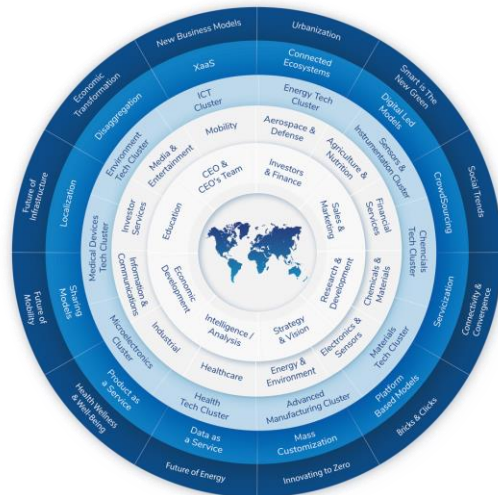 New Business Models
Urbanization
Smart is The
New Green
Social Trends
Connectivity &
Convergence
Bricks & Clicks
Innovating to Zero
Future of Energy
Health Wellness
& Well-Being
Future of
Mobility
Future of
Infrastructure
Economic
Transformation
XaaS
Connected
Ecosystems
Digital Led
Models
CrowdSourcing
Servicization
Platform
Based Models
Mass
Customization
Data as
a Service
Product as
a Service
Sharing
Models
Localization
Disaggregation
ICT
Cluster
Energy Tech
Cluster
Sensors &
Instrumentation Cluster
Chemcials
Tech Cluster
Materials
Tech Cluster
Advanced
Manufacturing Cluster
Health
Tech Cluster
Microelectronics
Cluster
Medical Devices
Tech Cluster
Environment
Tech Cluster
Mobility
Aerospace &
Defense
Agriculture &
Nutrition
Financial
Services
Chemicals
& Materials
Electronics &
Sensors
Energy &
Environment
Healthcare
Industrial
Information &
Communications
Investor
Services
Media &
Entertainment
CEO &
CEO's Team
Investors
& Finance
Sales &
Marketing
Research &
Development
Strategy
& Vision
Intelligence /
Analysis
Economic
Development
Education